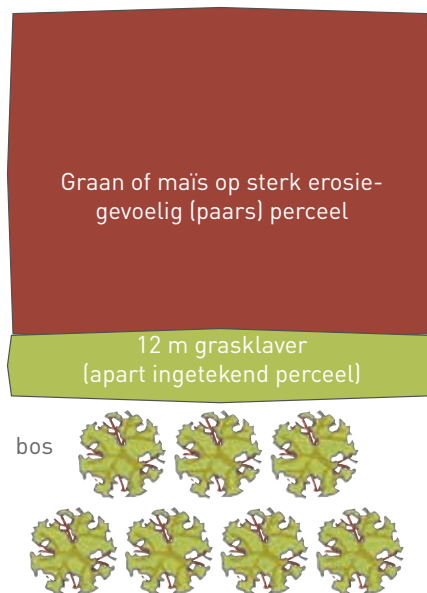 Graan of maïs op sterk erosie-
gevoelig (paars) perceel
12 m grasklaver
(apart ingetekend perceel)
bos